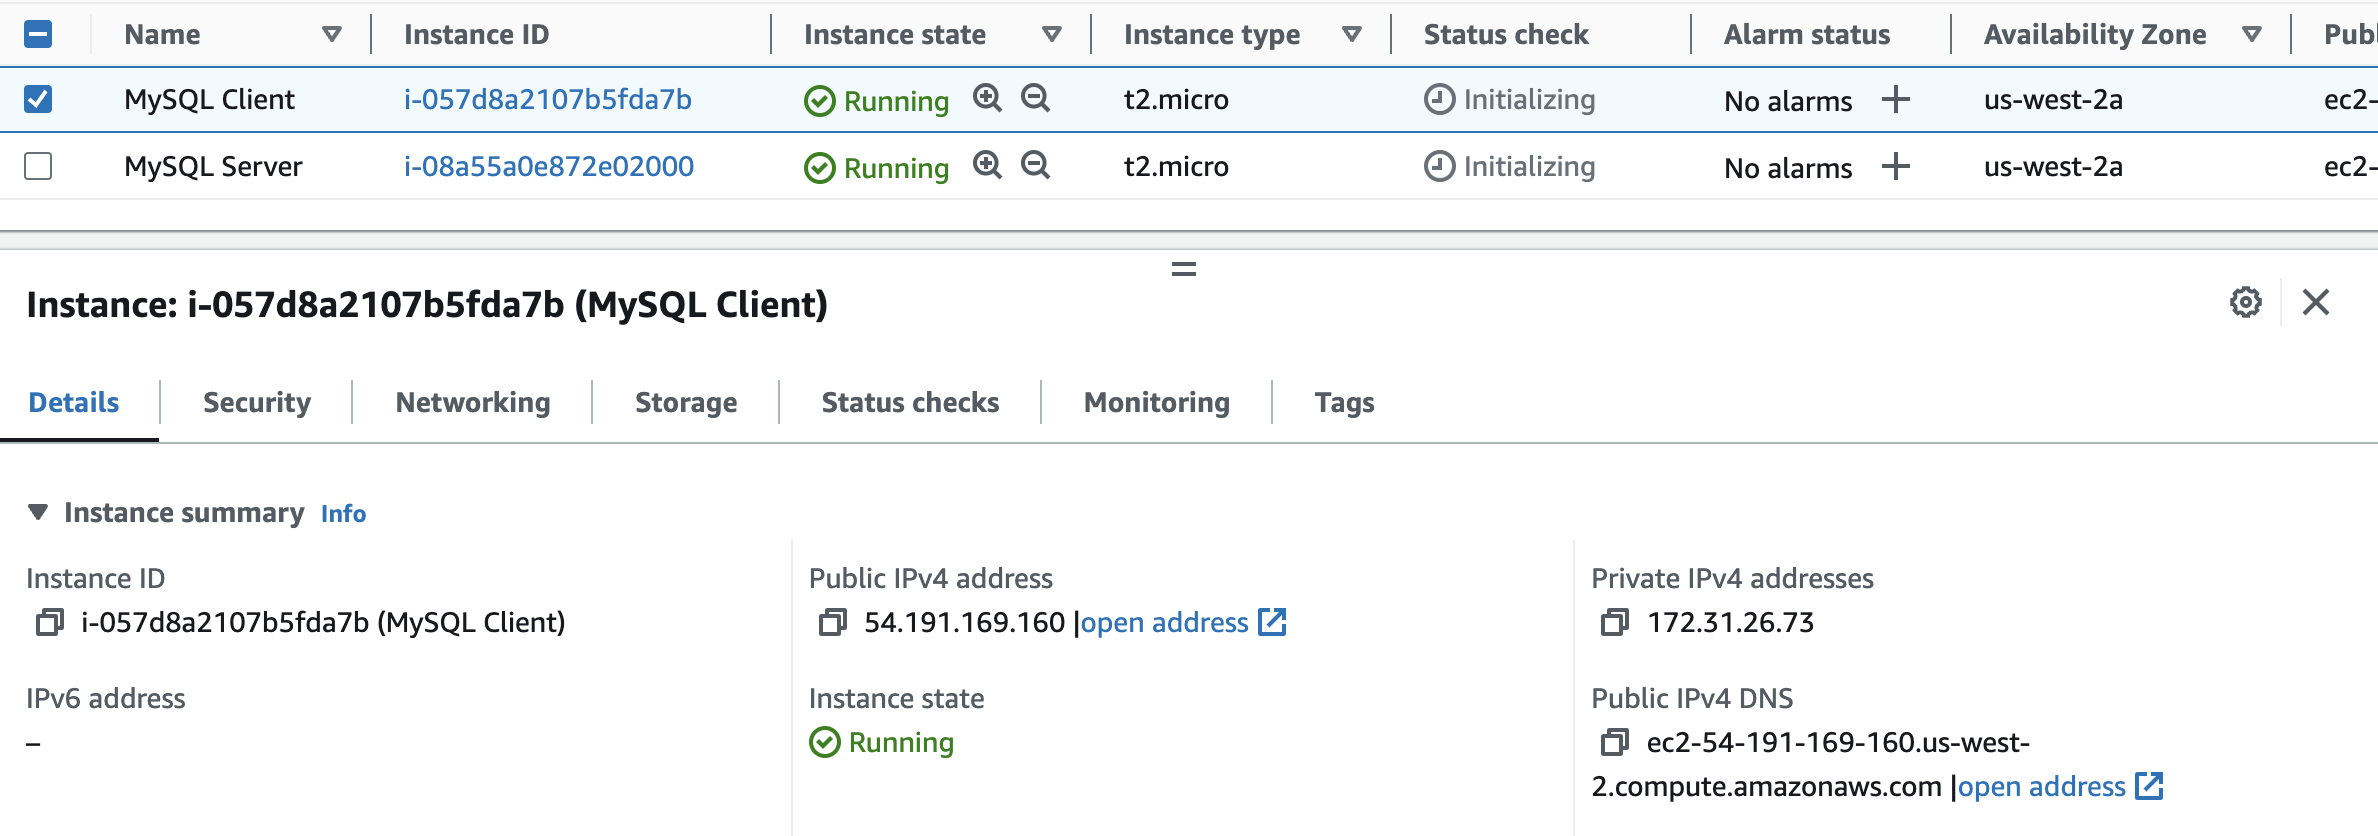 Name Instance ID Instance state Instance type Status check Alarm status Availability Zone Publ
MySQL Client i-057d8a2107b5fda7b Running t2.micro Initializing No alarms + us-west-2a ec2-
MySQL Server i-08a55a0e872e02000 Running t2.micro Initializing No alarms + us-west-2a ec2-
Instance: i-057d8a2107b5fda7b (MySQL Client)
Details Security Networking Storage Status checks Monitoring Tags
Instance summary Info
Instance ID
i-057d8a2107b5fda7b (MySQL Client)
Public IPv4 address
54.191.169.160 |open address
Private IPv4 addresses
172.31.26.73
IPv6 address
–
Instance state
Running
Public IPv4 DNS
ec2-54-191-169-160.us-west-
2.compute.amazonaws.com |open address